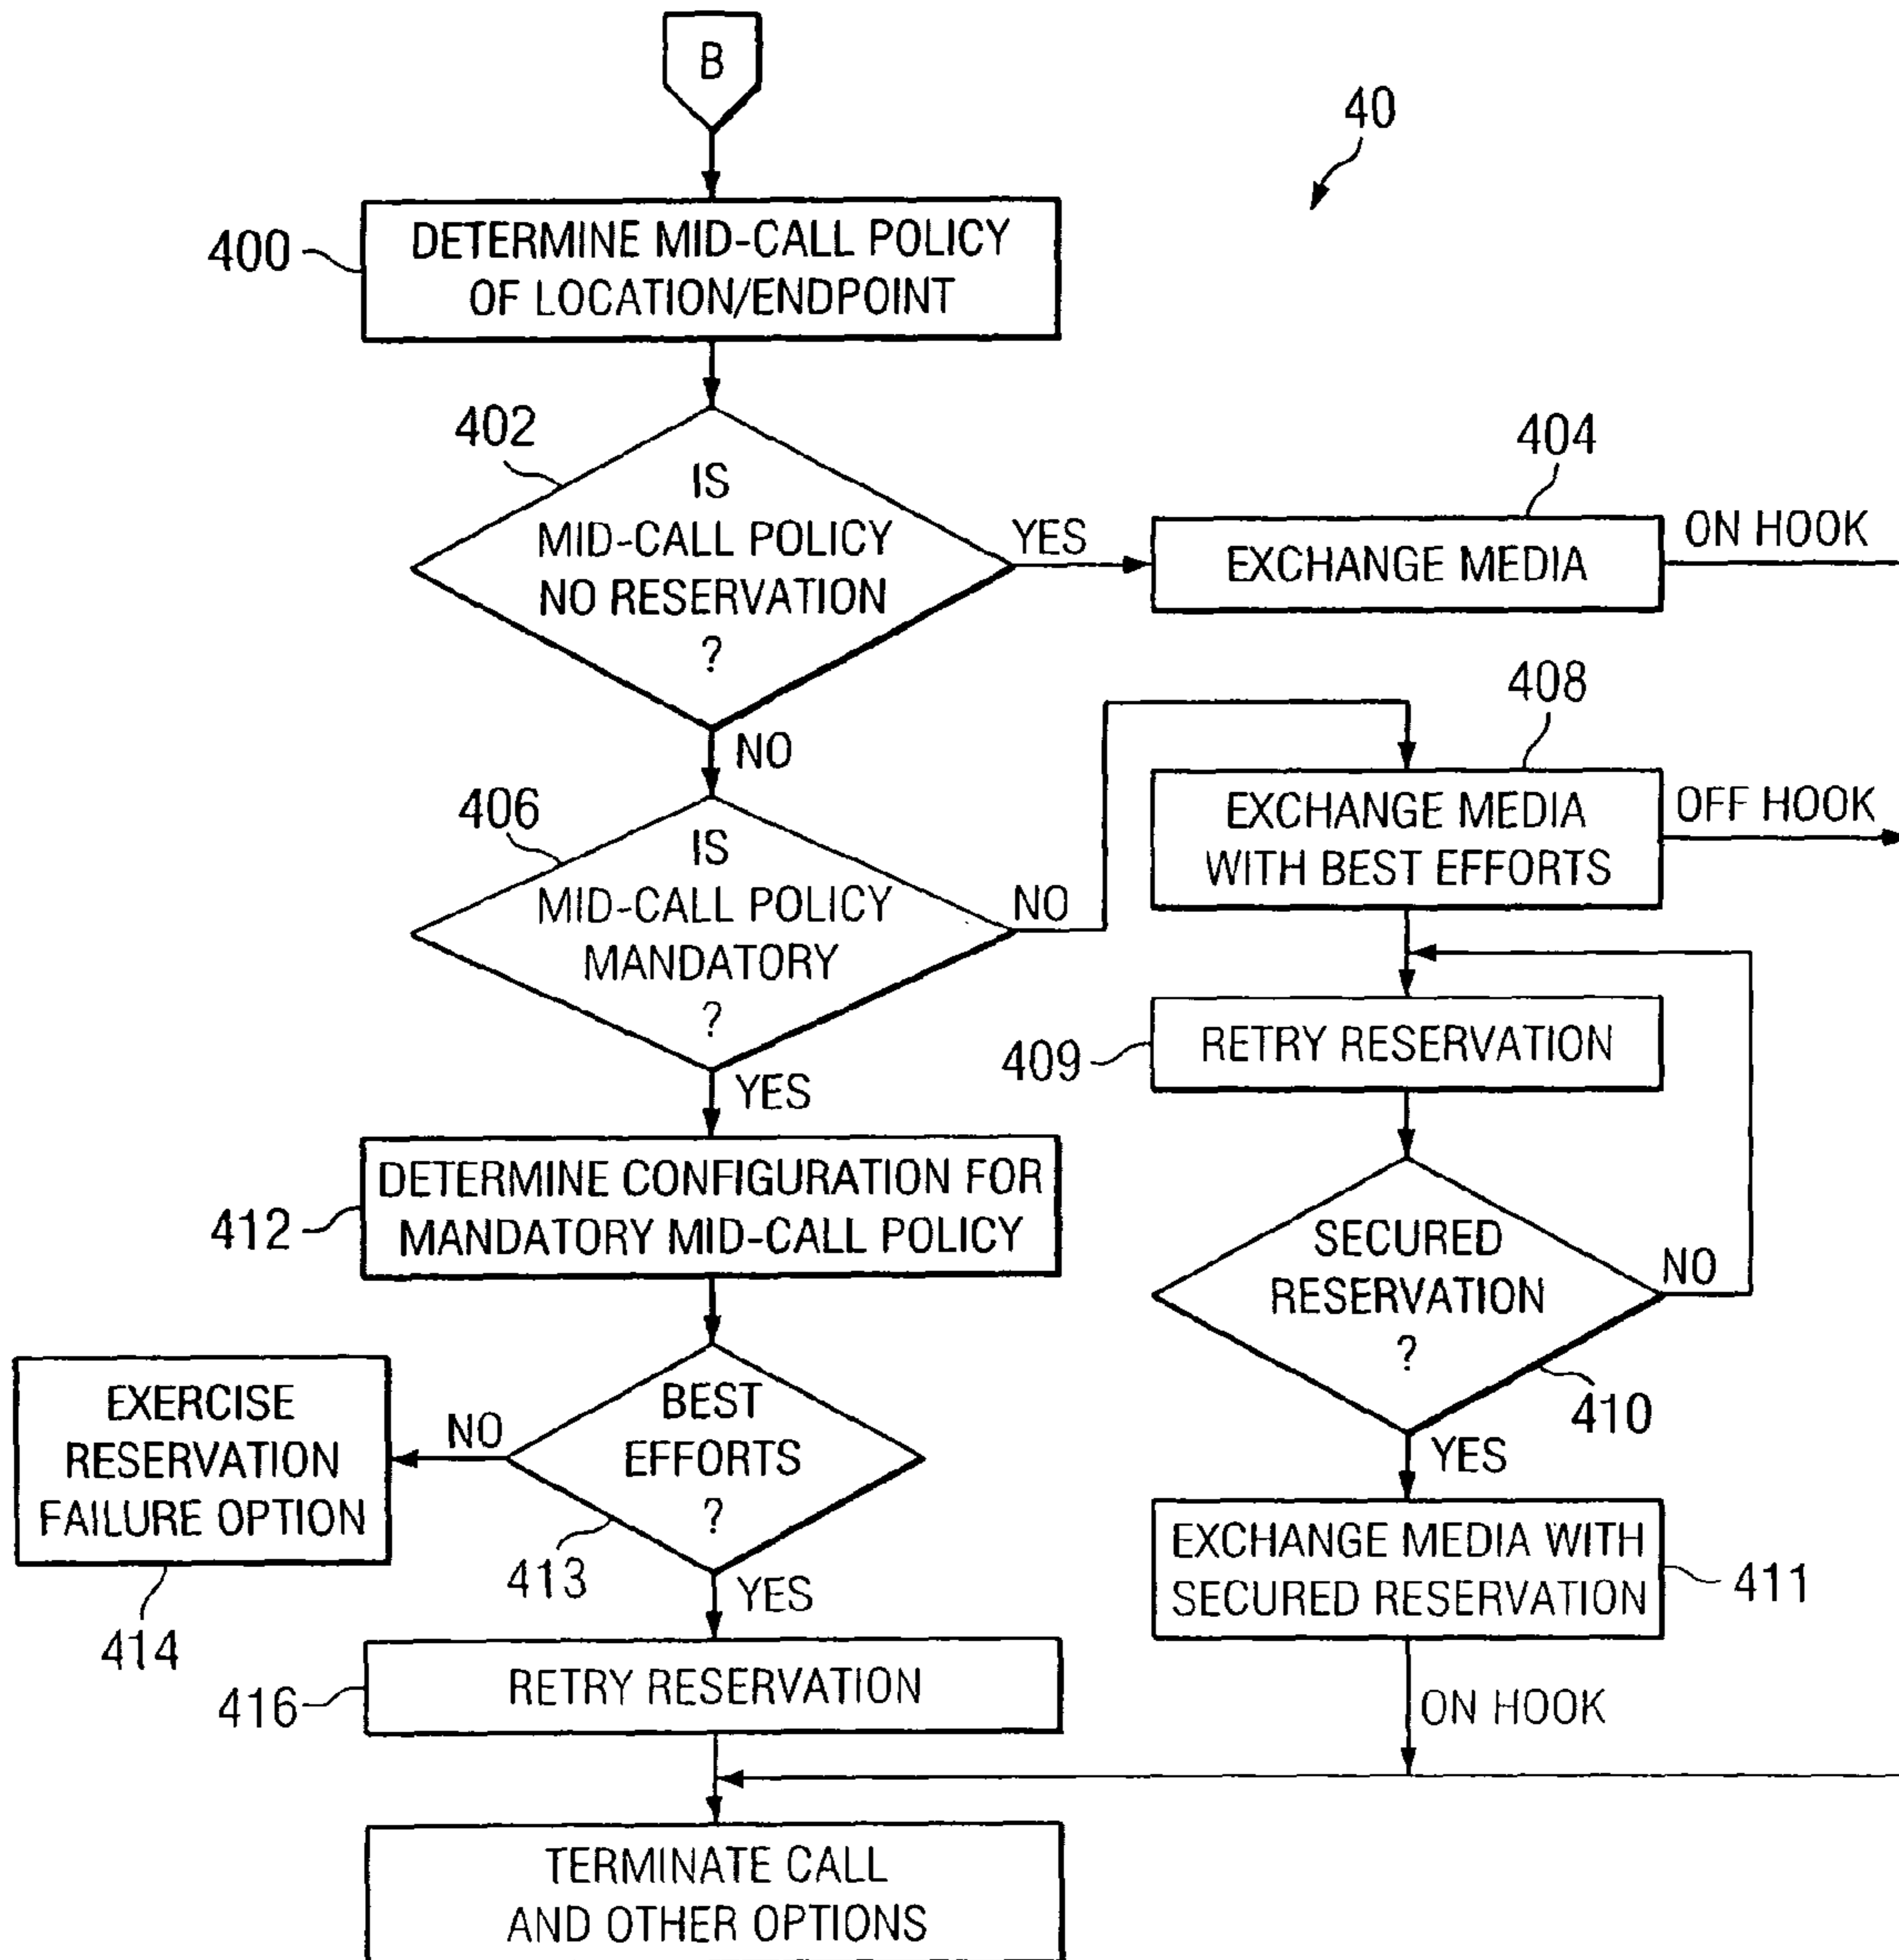 B
40
400
DETERMINE MID-CALL POLICY
OF LOCATION/ENDPOINT
402
IS
MID-CALL POLICY
NO RESERVATION
?
YES
404
EXCHANGE MEDIA
ON HOOK
NO
406
IS
MID-CALL POLICY
MANDATORY
?
NO
408
EXCHANGE MEDIA
WITH BEST EFFORTS
OFF HOOK
409
RETRY RESERVATION
YES
412
DETERMINE CONFIGURATION FOR
MANDATORY MID-CALL POLICY
SECURED
RESERVATION
?
NO
410
YES
BEST
EFFORTS
?
413
NO
EXERCISE
RESERVATION
FAILURE OPTION
414
YES
EXCHANGE MEDIA WITH
SECURED RESERVATION
411
416
RETRY RESERVATION
ON HOOK
TERMINATE CALL
AND OTHER OPTIONS